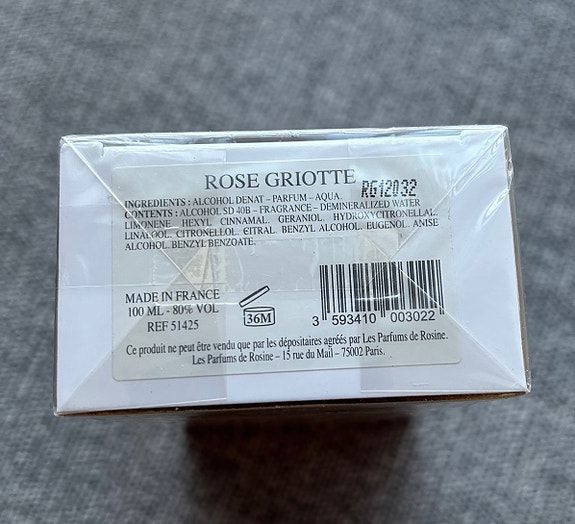 ROSE GRIOTTE
RG12032
INGREDIENTS : ALCOHOL DENAT – PARFUM – AQUA.
CONTENTS : ALCOHOL SD 40B – FRAGRANCE – DEMINERALIZED WATER
LIMONENE HEXYL CINNAMAL. GERANIOL. HYDROXYCITRONELLAL.
LINALOOL. CITRONELLOL. CITRAL. BENZYL ALCOHOL. EUGENOL. ANISE
ALCOHOL. BENZYL BENZOATE.
MADE IN FRANCE
100 ML - 80% VOL
REF 51425
36M
3 593410 003022
Ce produit ne peut être vendu que par les dépositaires agréés par Les Parfums de Rosine.
Les Parfums de Rosine – 15 rue du Mail – 75002 Paris.